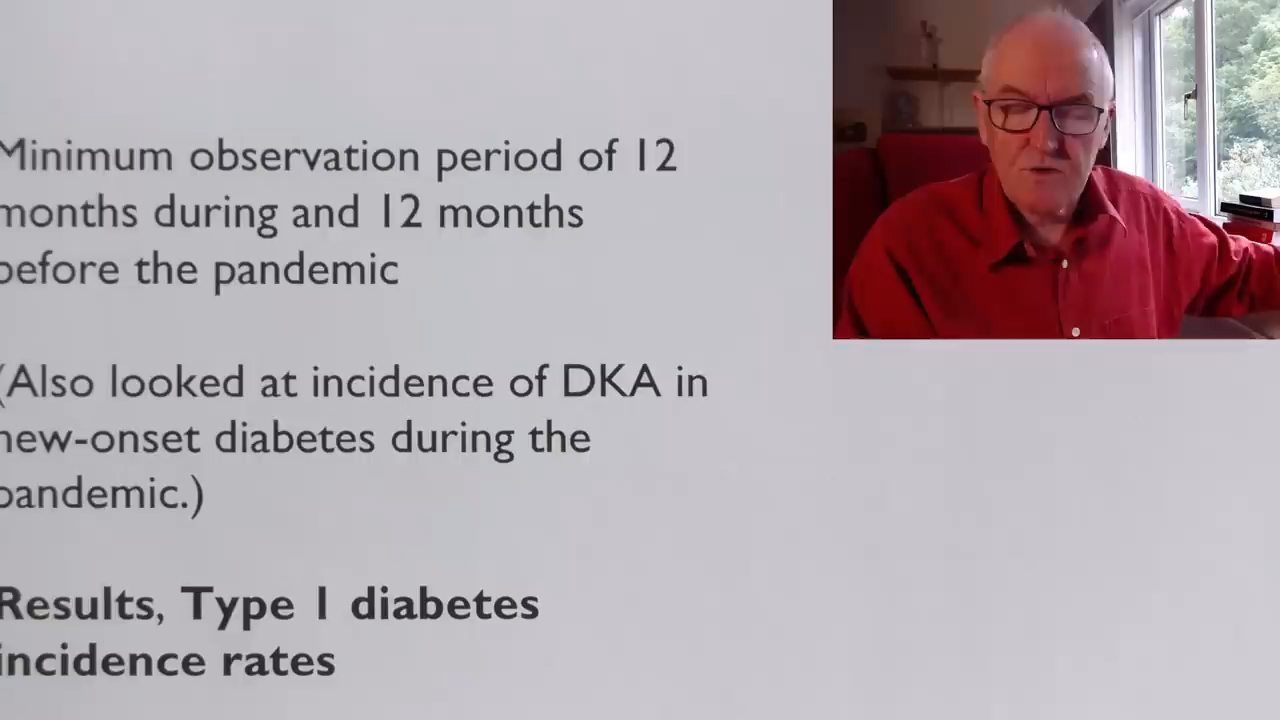 Minimum observation period of 12
months during and 12 months
before the pandemic
(Also looked at incidence of DKA in
new-onset diabetes during the
pandemic.)
Results, Type 1 diabetes
incidence rates